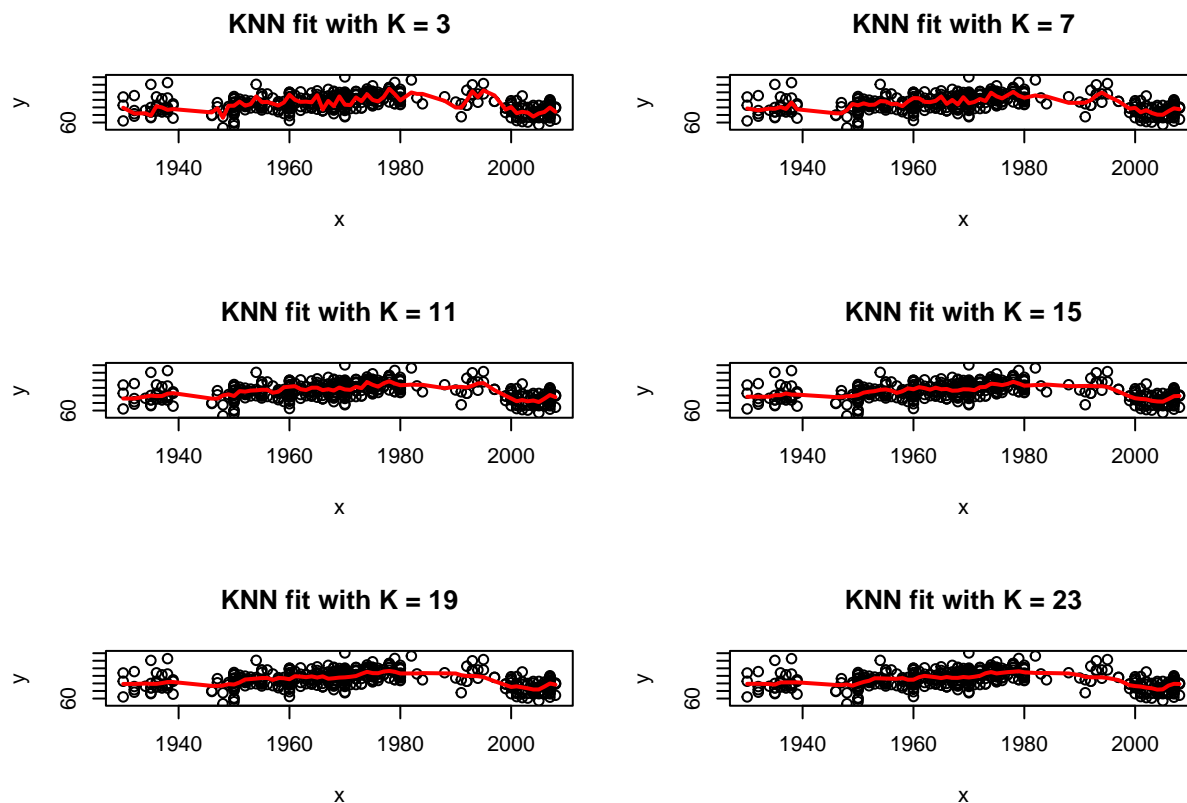 KNN fit with K = 3
y
60
1940 1960 1980 2000
x
KNN fit with K = 7
y
60
1940 1960 1980 2000
x
KNN fit with K = 11
y
60
1940 1960 1980 2000
x
KNN fit with K = 15
y
60
1940 1960 1980 2000
x
KNN fit with K = 19
y
60
1940 1960 1980 2000
x
KNN fit with K = 23
y
60
1940 1960 1980 2000
x